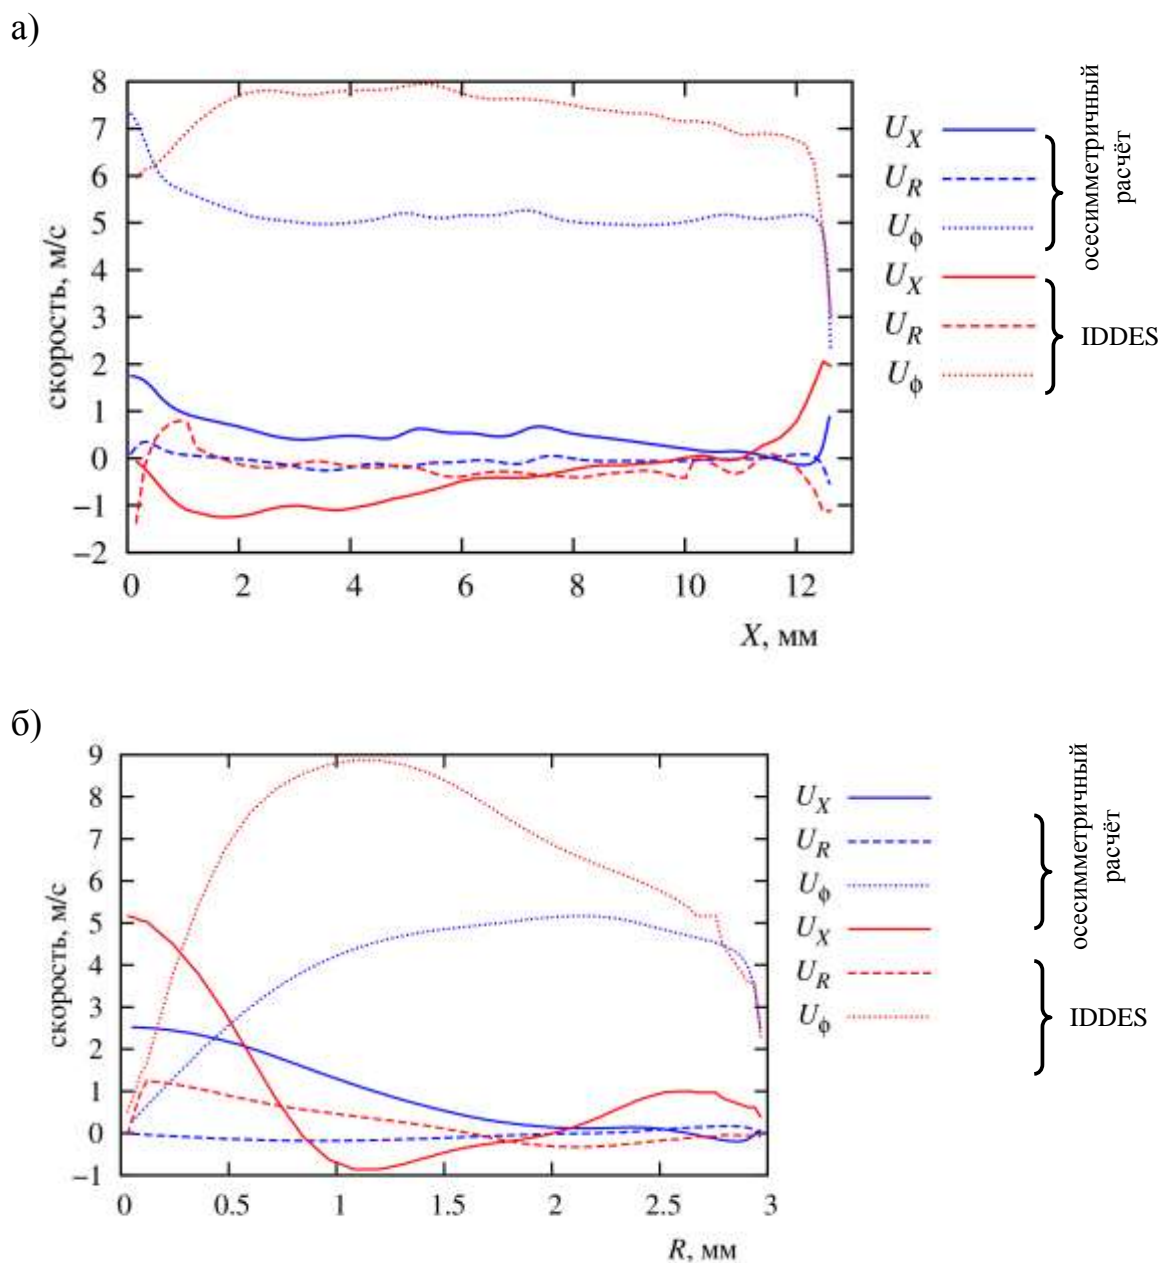 а)
8
7
6
5
4
3
2
1
0
−1
−2
скорость, м/с
0 2 4 6 8 10 12
X, мм
U_X
U_R
U_ϕ
U_X
U_R
U_ϕ
осесимметричный
расчёт
IDDES
б)
9
8
7
6
5
4
3
2
1
0
−1
скорость, м/с
0 0.5 1 1.5 2 2.5 3
R, мм
U_X
U_R
U_ϕ
U_X
U_R
U_ϕ
осесимметричный
расчёт
IDDES